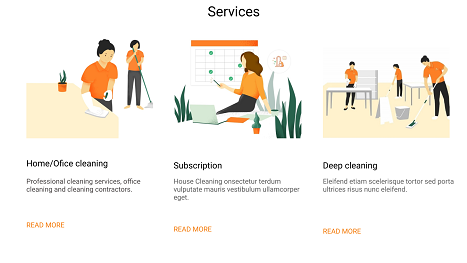 Services
Home/Ofice cleaning
Professional cleaning services, office
cleaning and cleaning contractors.
READ MORE
Subscription
House Cleaning onsectetur terdum
vulputate mauris vestibulum ullamcorper
eget.
READ MORE
Deep cleaning
Eleifend etiam scelerisque tortor sed porta
ultrices risus nunc eleifend.
READ MORE